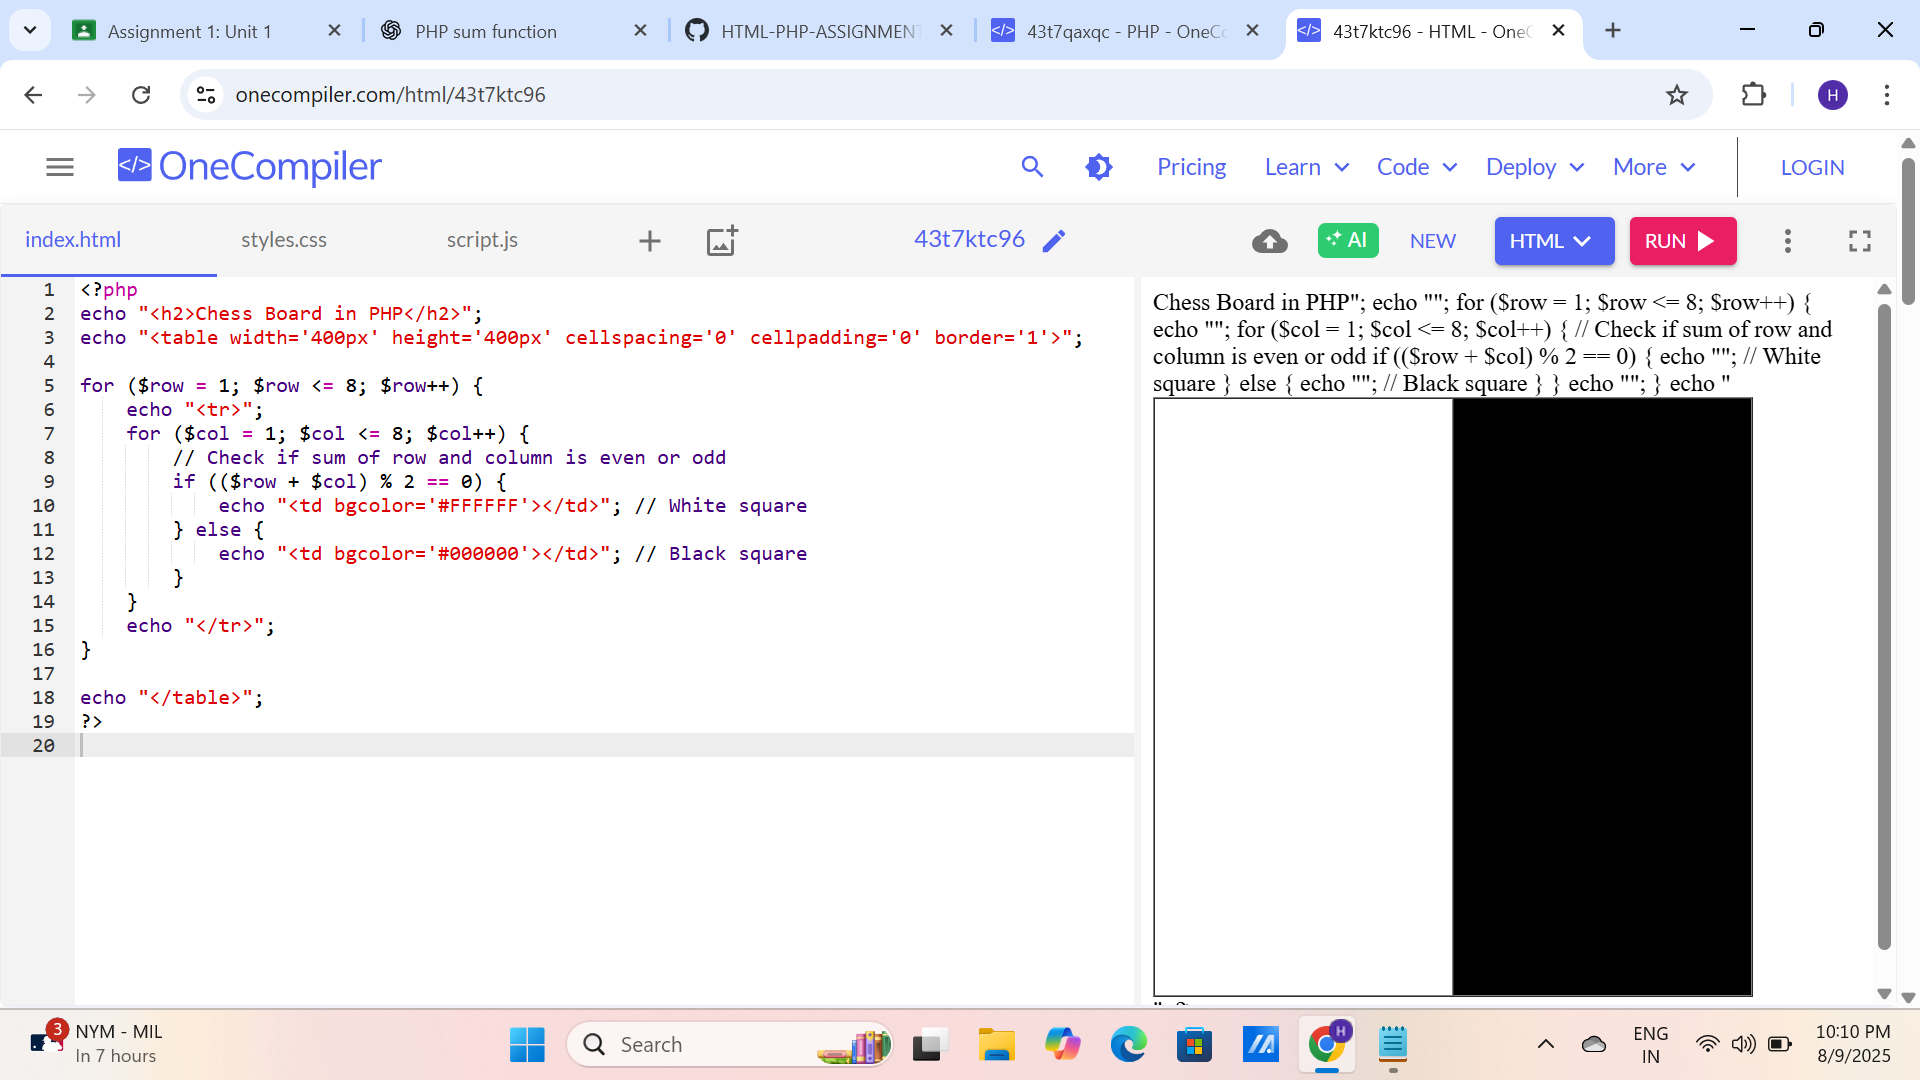 Assignment 1: Unit 1
PHP sum function
HTML-PHP-ASSIGNMENT
43t7qaxqc - PHP - OneCo
43t7ktc96 - HTML - OneC
onecompiler.com/html/43t7ktc96
H
</> OneCompiler
Pricing
Learn
Code
Deploy
More
LOGIN
index.html
styles.css
script.js
43t7ktc96
AI
NEW
HTML
RUN
1 <?php
2 echo "<h2>Chess Board in PHP</h2>";
3 echo "<table width='400px' height='400px' cellspacing='0' cellpadding='0' border='1'>";
4
5 for ($row = 1; $row <= 8; $row++) {
6     echo "<tr>";
7     for ($col = 1; $col <= 8; $col++) {
8         // Check if sum of row and column is even or odd
9         if (($row + $col) % 2 == 0) {
10             echo "<td bgcolor='#FFFFFF'></td>"; // White square
11         } else {
12             echo "<td bgcolor='#000000'></td>"; // Black square
13         }
14     }
15     echo "</tr>";
16 }
17
18 echo "</table>";
19 ?>
20
Chess Board in PHP"; echo ""; for ($row = 1; $row <= 8; $row++) {
echo ""; for ($col = 1; $col <= 8; $col++) { // Check if sum of row and
column is even or odd if (($row + $col) % 2 == 0) { echo ""; // White
square } else { echo ""; // Black square } } echo ""; } echo "
3
NYM - MIL
In 7 hours
Search
H
ENG
IN
10:10 PM
8/9/2025